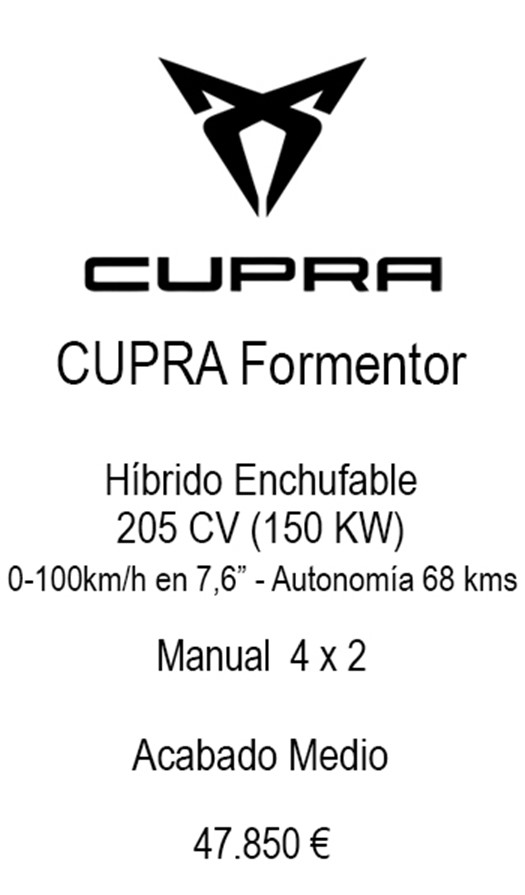 CUPRA
CUPRA Formentor
Híbrido Enchufable
205 CV (150 KW)
0-100km/h en 7,6” - Autonomía 68 kms
Manual 4 x 2
Acabado Medio
47.850 €